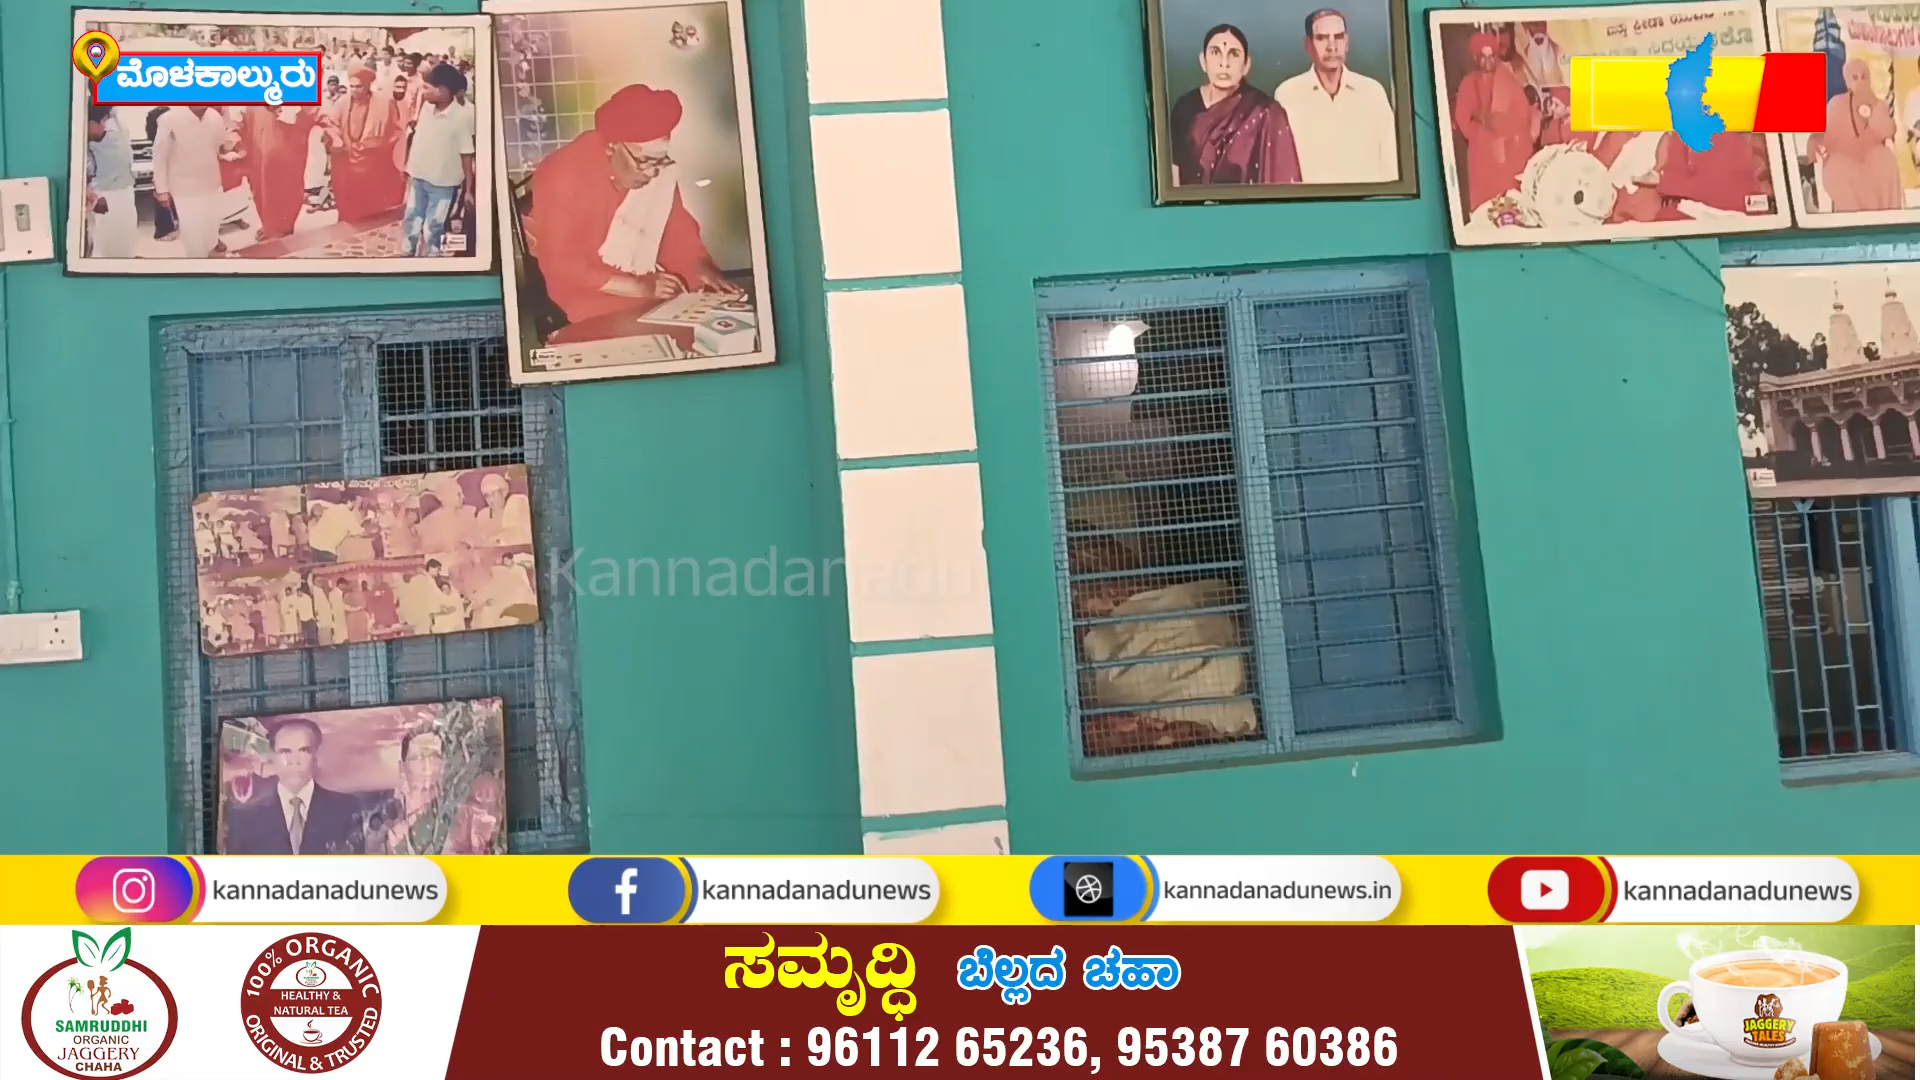 ಮೊಳಕಾಲ್ಮುರು
Kannadanadu
kannadanadunews
kannadanadunews
kannadanadunews.in
kannadanadunews
SAMRUDDHI
ORGANIC
JAGGERY
CHAHA
100% ORGANIC
HEALTHY &
NATURAL TEA
ORIGINAL & TRUSTED
ಸಮೃದ್ಧಿ ಬೆಲ್ಲದ ಚಹಾ
Contact : 96112 65236, 95387 60386
JAGGERY
TALES